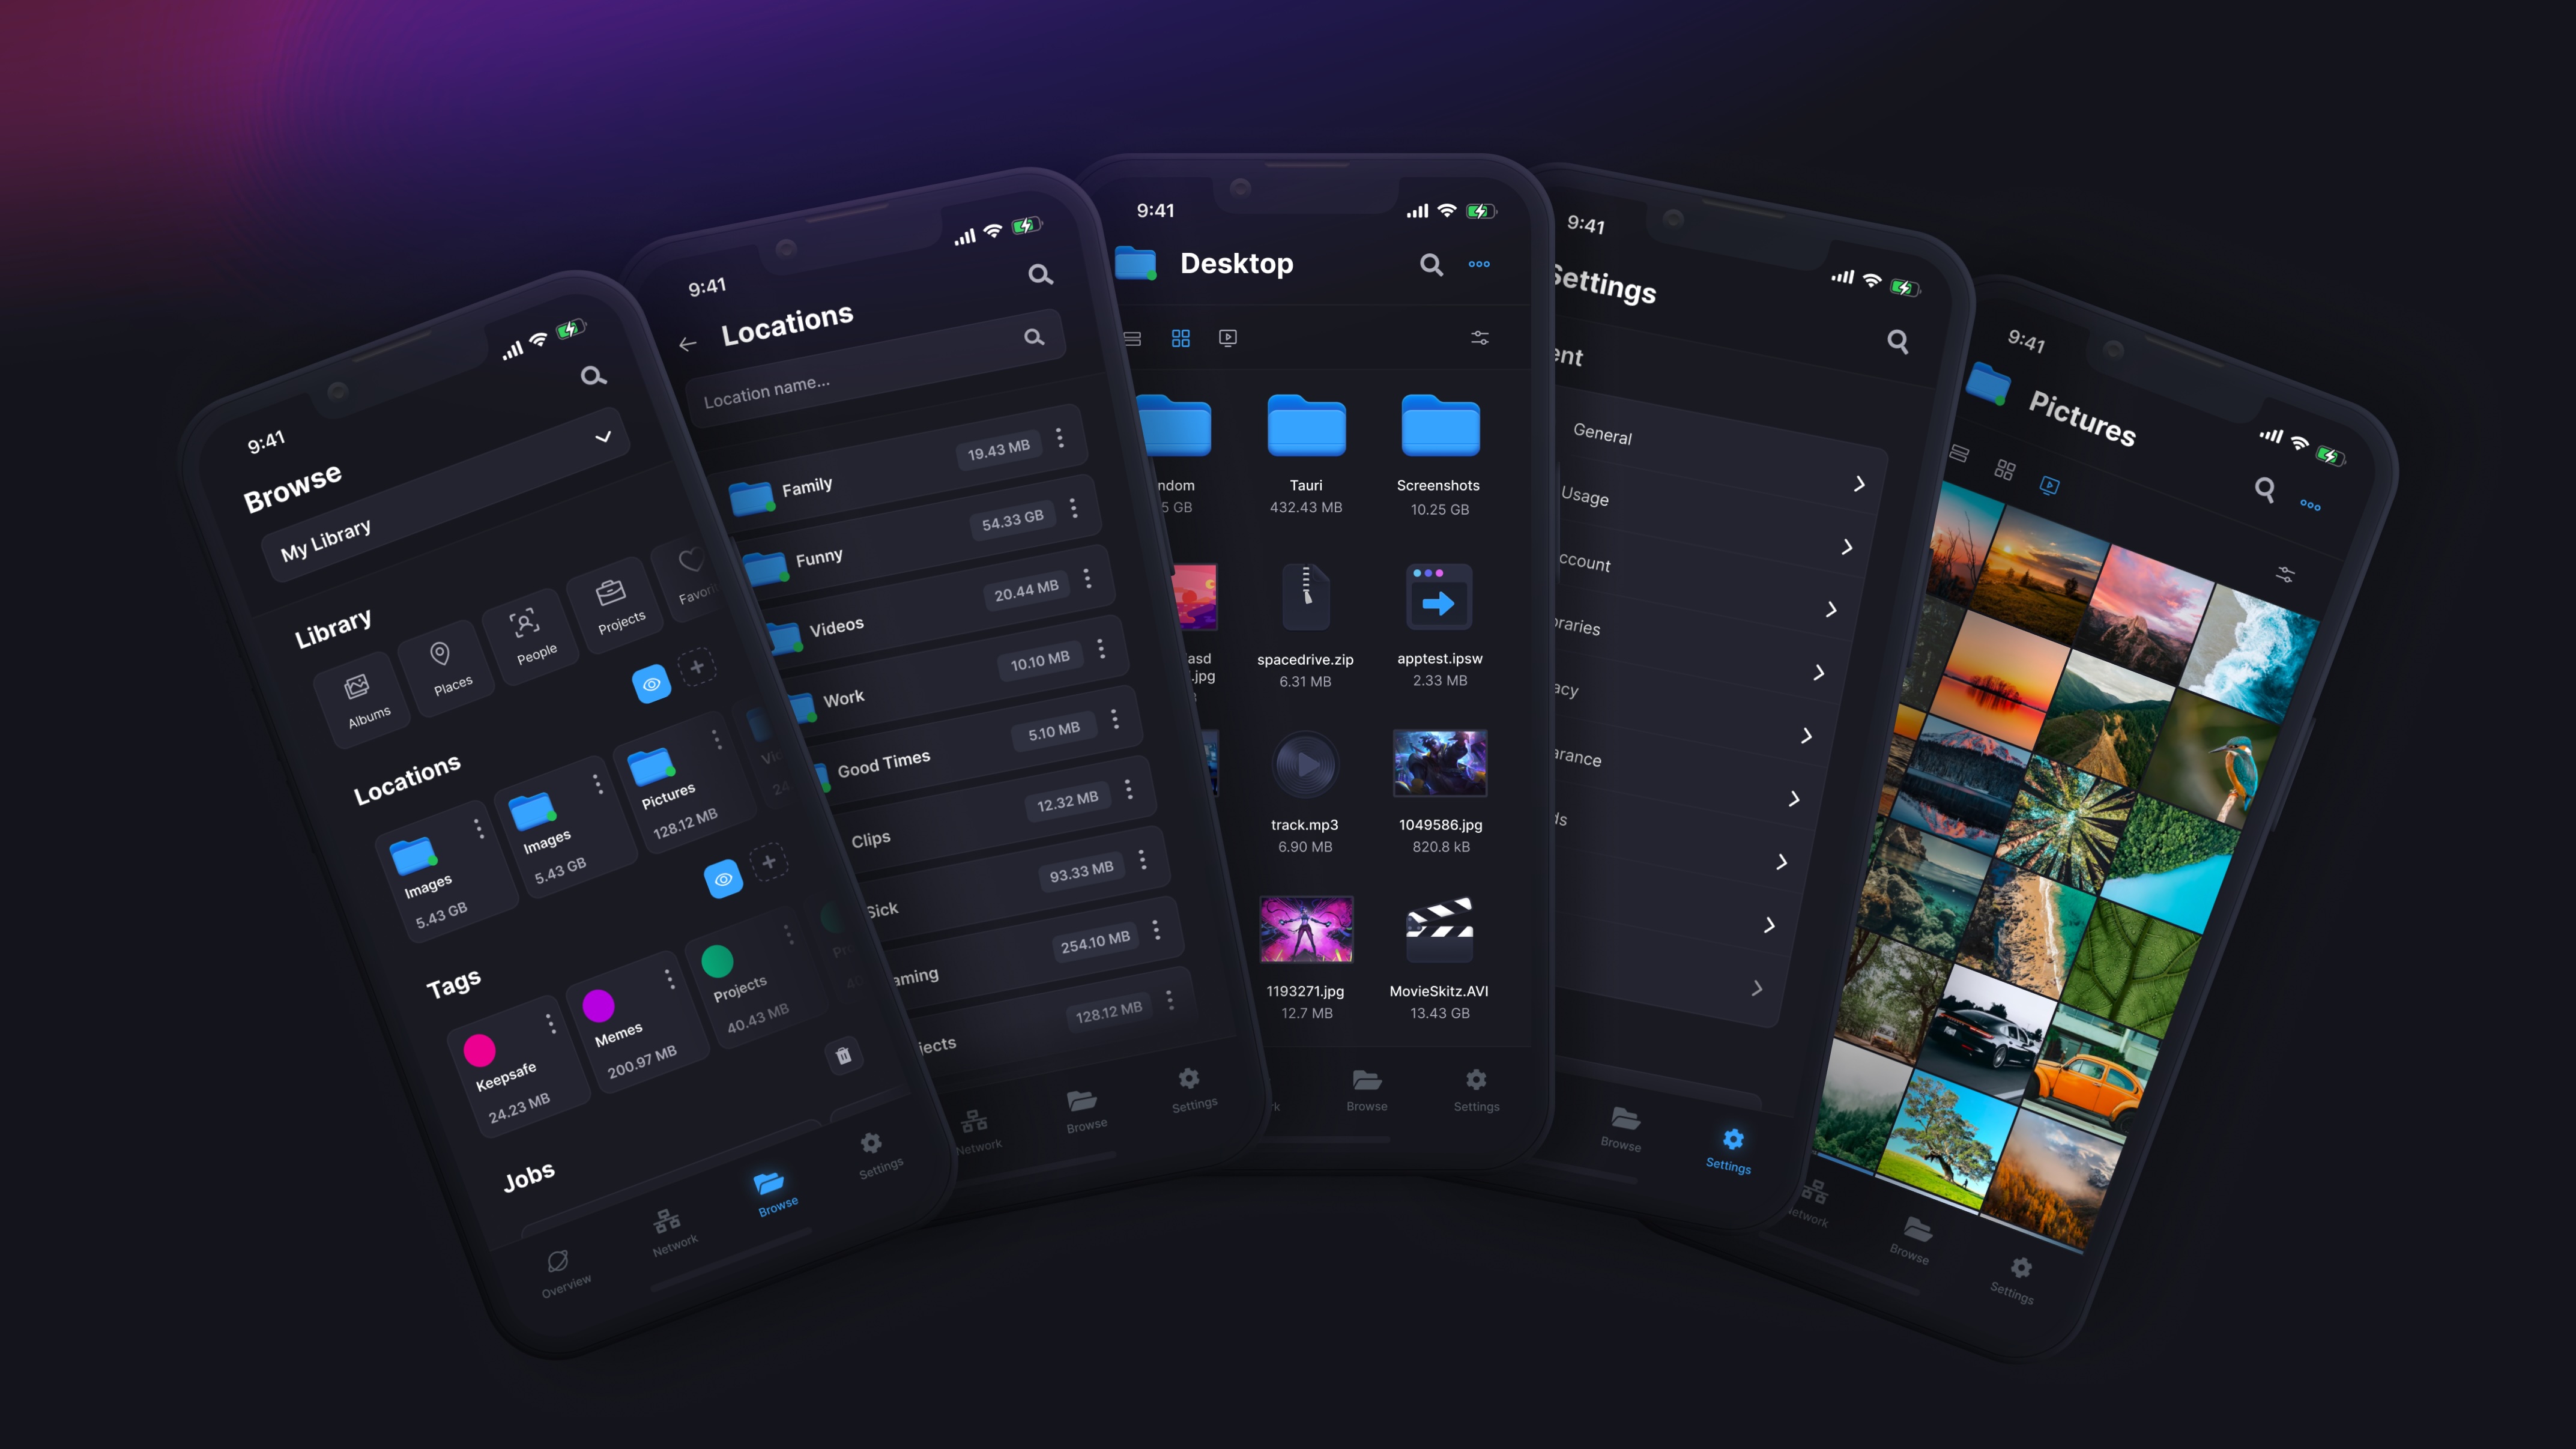 9:41
Browse
My Library
Library
Albums
Places
People
Projects
Locations
Images
5.43 GB
Images
5.43 GB
Pictures
128.12 MB
Tags
Keepsafe
24.23 MB
Memes
200.97 MB
Projects
40.43 MB
Jobs
Overview
Network
Browse
Settings
9:41
Locations
Location name...
Family
19.43 MB
Funny
54.33 GB
Videos
20.44 MB
Work
10.10 MB
Good Times
5.10 MB
Clips
12.32 MB
Sick
93.33 MB
aming
254.10 MB
jects
128.12 MB
Network
Browse
Settings
9:41
Desktop
ndom
5 GB
Tauri
432.43 MB
Screenshots
10.25 GB
asd
.jpg
spacedrive.zip
6.31 MB
apptest.ipsw
2.33 MB
track.mp3
6.90 MB
1049586.jpg
820.8 kB
1193271.jpg
12.7 MB
MovieSkitz.AVI
13.43 GB
Browse
Settings
9:41
Settings
ent
General
Usage
ccount
braries
acy
arance
ds
Browse
Settings
9:41
Pictures
etwork
Browse
Settings